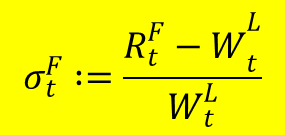 σ_t^F := (R_t^F − W_t^L) / W_t^L